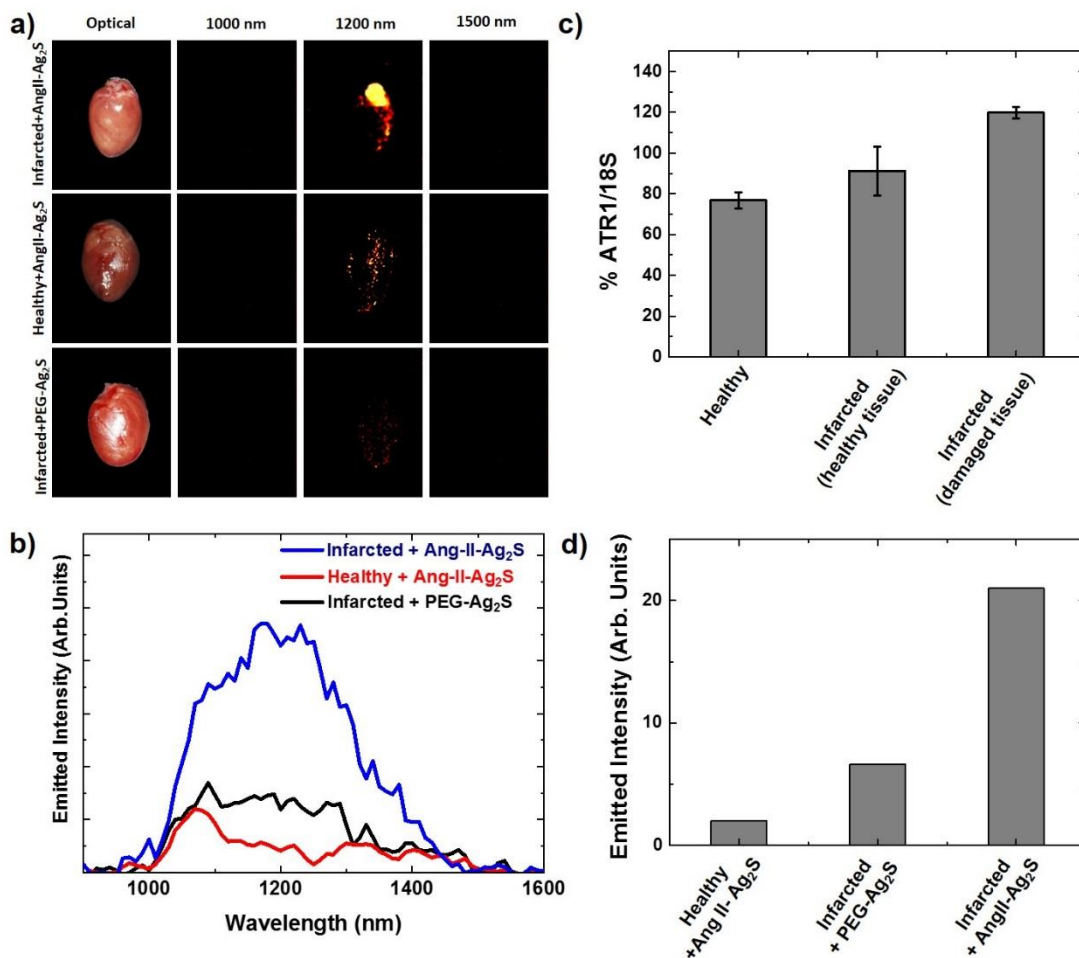 a)
Optical
1000 nm
1200 nm
1500 nm
Infarcted+AngII-Ag₂S
Healthy+AngII-Ag₂S
Infarcted+PEG-Ag₂S
b)
Emitted Intensity (Arb.Units)
Infarcted + Ang-II-Ag₂S
Healthy + Ang-II-Ag₂S
Infarcted + PEG-Ag₂S
1000
1200
1400
1600
Wavelength (nm)
c)
% ATR1/18S
140
120
100
80
60
40
20
0
Healthy
Infarcted
(healthy tissue)
Infarcted
(damaged tissue)
d)
Emitted Intensity (Arb. Units)
20
10
0
Healthy
+Ang II- Ag₂S
Infarcted
+ PEG-Ag₂S
Infarcted
+ AngII-Ag₂S